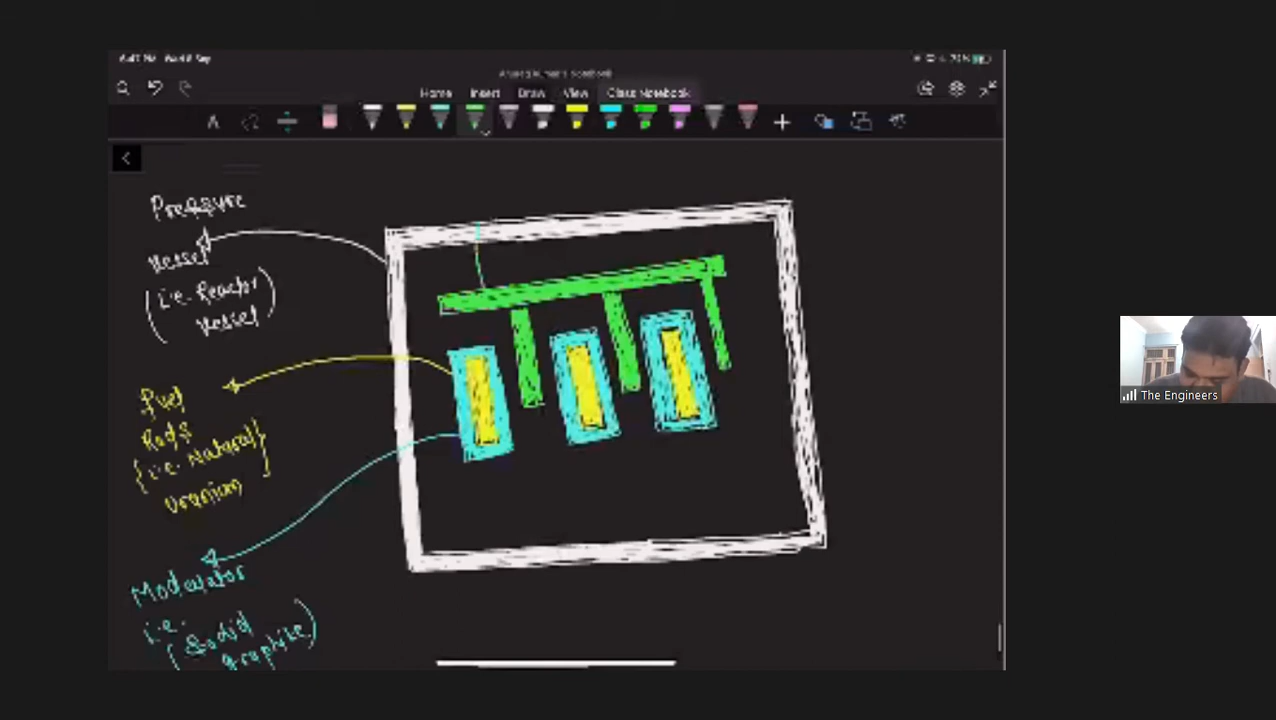 Home Insert Draw View Class Notebook
Pressure
Vessel
(i.e. Reactor
Vessel)
fuel
Rods
{i.e. Natural}
Uranium
Moderator
i.e.
(Solid
graphite)
The Engineers